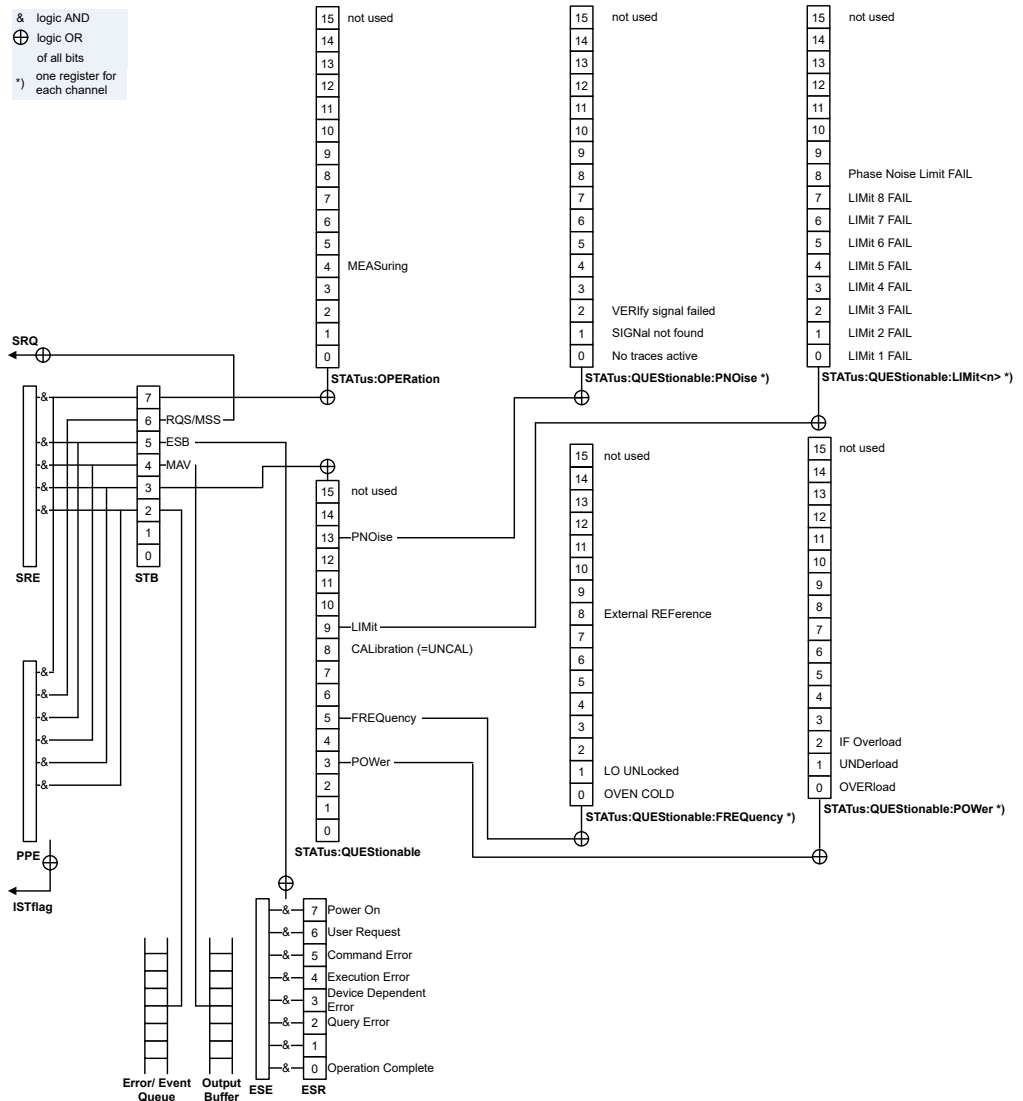 & logic AND
logic OR
of all bits
*) one register for
each channel
15 not used
14
13
12
11
10
9
8
7
6
5
4 MEASuring
3
2
1
0
STATus:OPERation
15 not used
14
13
12
11
10
9
8
7
6
5
4
3
2 VERIfy signal failed
1 SIGNal not found
0 No traces active
STATus:QUEStionable:PNOise *)
15 not used
14
13
12
11
10
9
8 Phase Noise Limit FAIL
7 LIMit 8 FAIL
6 LIMit 7 FAIL
5 LIMit 6 FAIL
4 LIMit 5 FAIL
3 LIMit 4 FAIL
2 LIMit 3 FAIL
1 LIMit 2 FAIL
0 LIMit 1 FAIL
STATus:QUEStionable:LIMit<n> *)
SRQ
&
&
&
&
&
SRE
7
6 RQS/MSS
5 ESB
4 MAV
3
2
1
0
STB
15 not used
14
13 PNOise
12
11
10
9 LIMit
8 CALibration (=UNCAL)
7
6
5 FREQuency
4
3 POWer
2
1
0
STATus:QUEStionable
15 not used
14
13
12
11
10
9
8 External REFerence
7
6
5
4
3
2
1 LO UNLocked
0 OVEN COLD
STATus:QUEStionable:FREQuency *)
15 not used
14
13
12
11
10
9
8
7
6
5
4
3
2 IF Overload
1 UNDerload
0 OVERload
STATus:QUEStionable:POWer *)
&
&
&
&
&
&
PPE
ISTflag
& 7 Power On
& 6 User Request
& 5 Command Error
& 4 Execution Error
& 3 Device Dependent
Error
& 2 Query Error
& 1
& 0 Operation Complete
Error/ Event
Queue
Output
Buffer
ESE
ESR